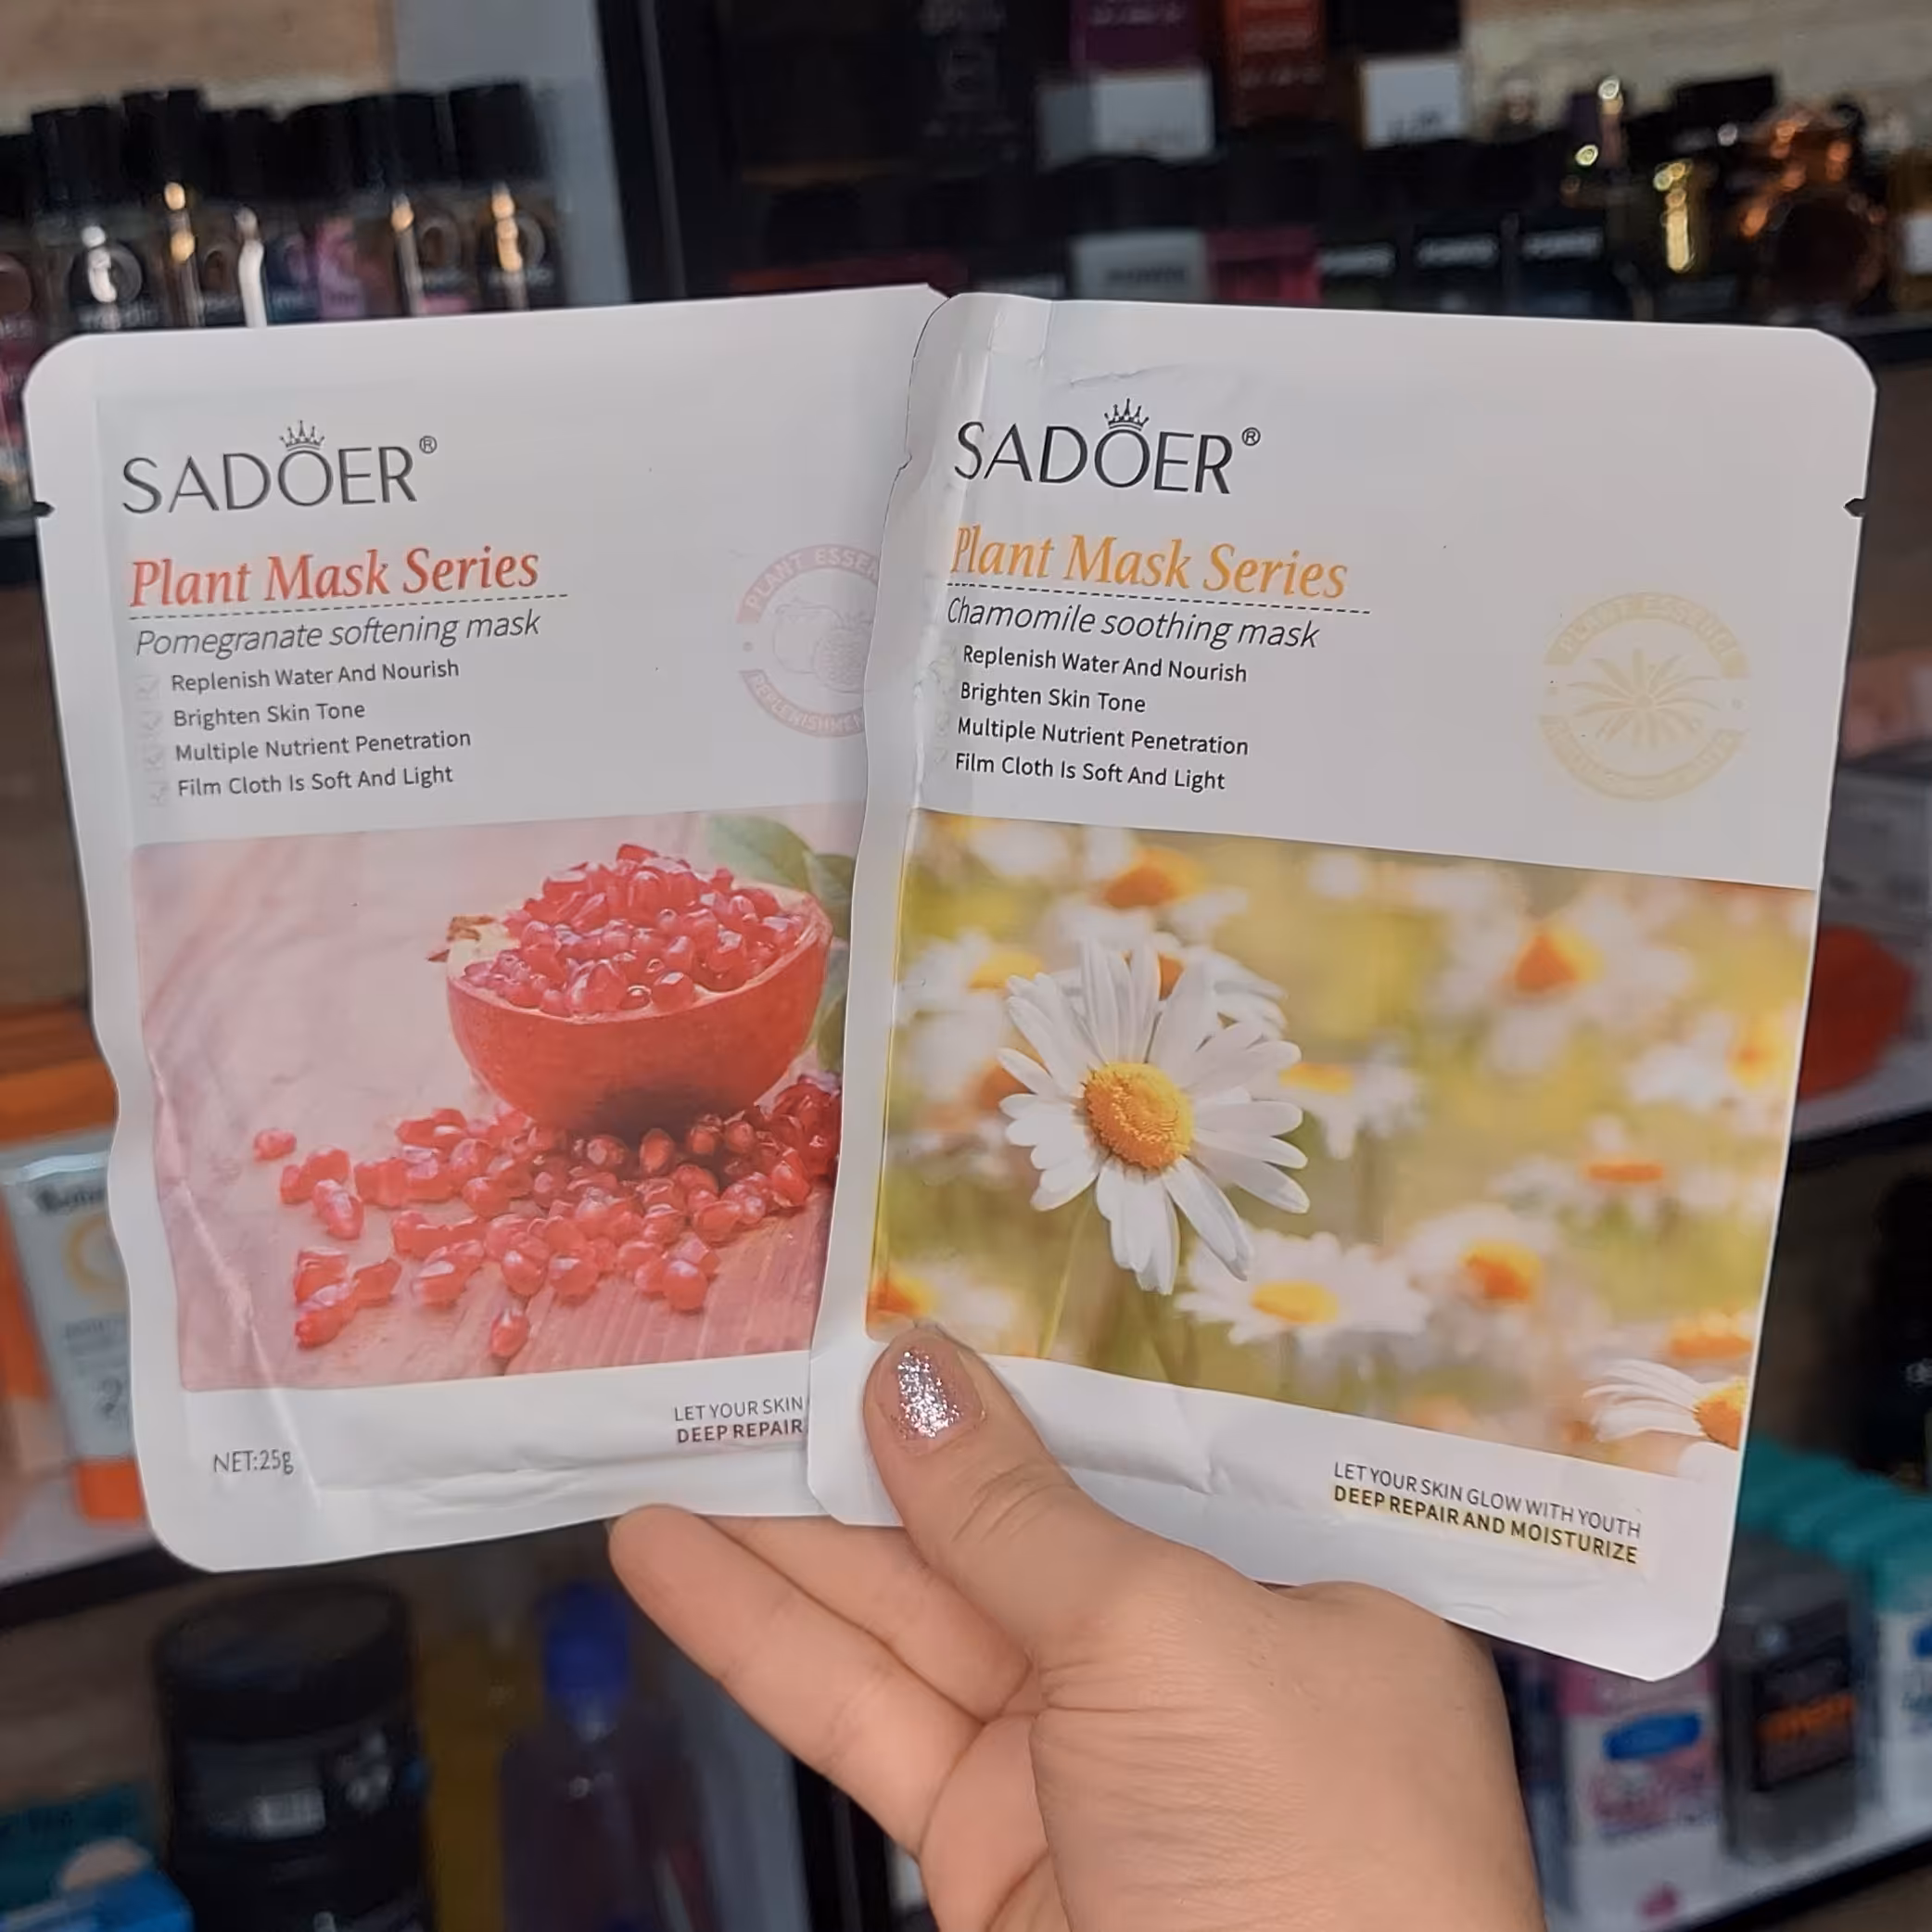 SADOER®
Plant Mask Series
Pomegranate softening mask
Replenish Water And Nourish
Brighten Skin Tone
Multiple Nutrient Penetration
Film Cloth Is Soft And Light
PLANT
LET YOUR SKIN
DEEP REPAIR
NET:25g
SADOER®
Plant Mask Series
Chamomile soothing mask
Replenish Water And Nourish
Brighten Skin Tone
Multiple Nutrient Penetration
Film Cloth Is Soft And Light
PLANT ESSENCE
LET YOUR SKIN GLOW WITH YOUTH
DEEP REPAIR AND MOISTURIZE